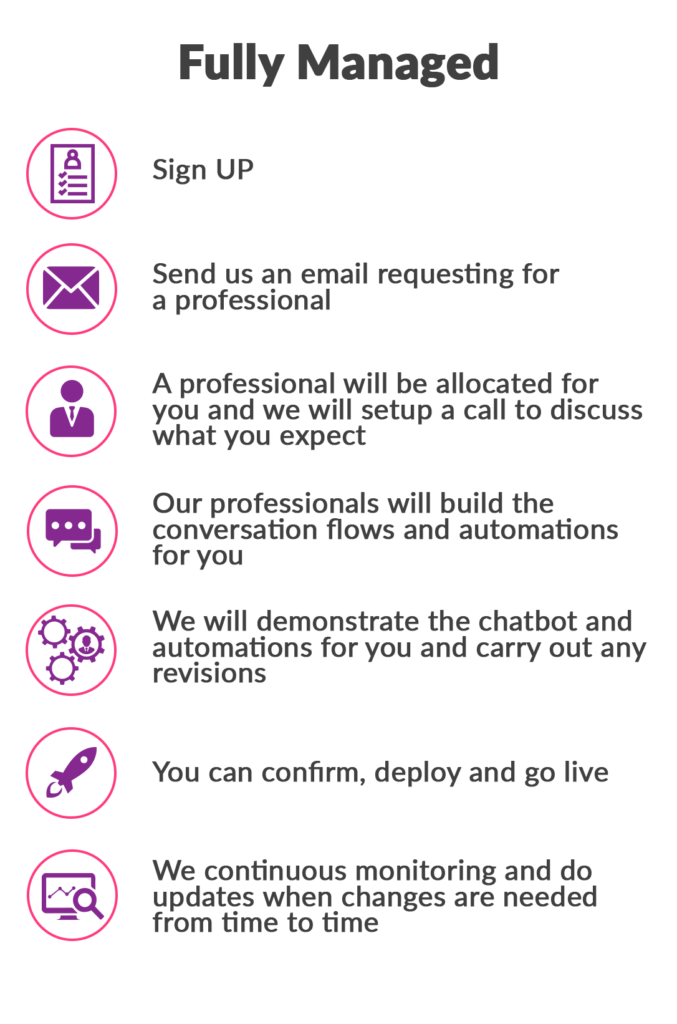 Fully Managed
Sign UP
Send us an email requesting for
a professional
A professional will be allocated for
you and we will setup a call to discuss
what you expect
Our professionals will build the
conversation flows and automations
for you
We will demonstrate the chatbot and
automations for you and carry out any
revisions
You can confirm, deploy and go live
We continuous monitoring and do
updates when changes are needed
from time to time